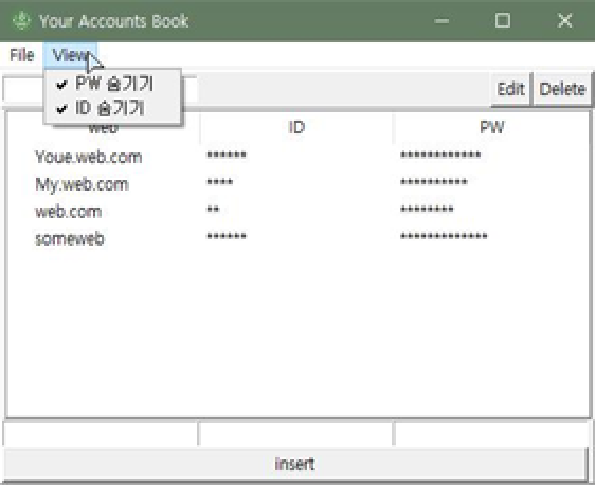 Your Accounts Book
File View
PW 숨기기
ID 숨기기
Edit Delete
web ID PW
Youe.web.com ****** ************
My.web.com **** **********
web.com ** ********
someweb ****** *************
insert